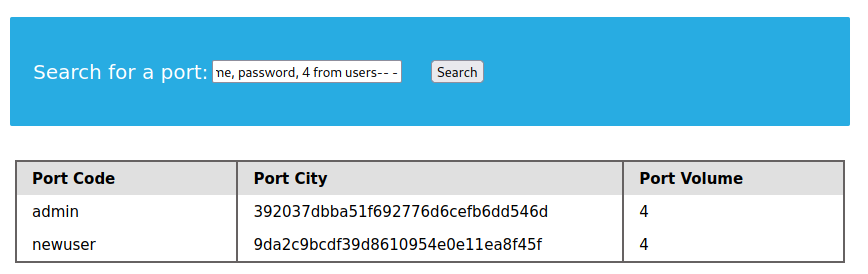 Search for a port: me, password, 4 from users-- - Search
Port Code Port City Port Volume
admin 392037dbba51f692776d6cefb6dd546d 4
newuser 9da2c9bcdf39d8610954e0e11ea8f45f 4